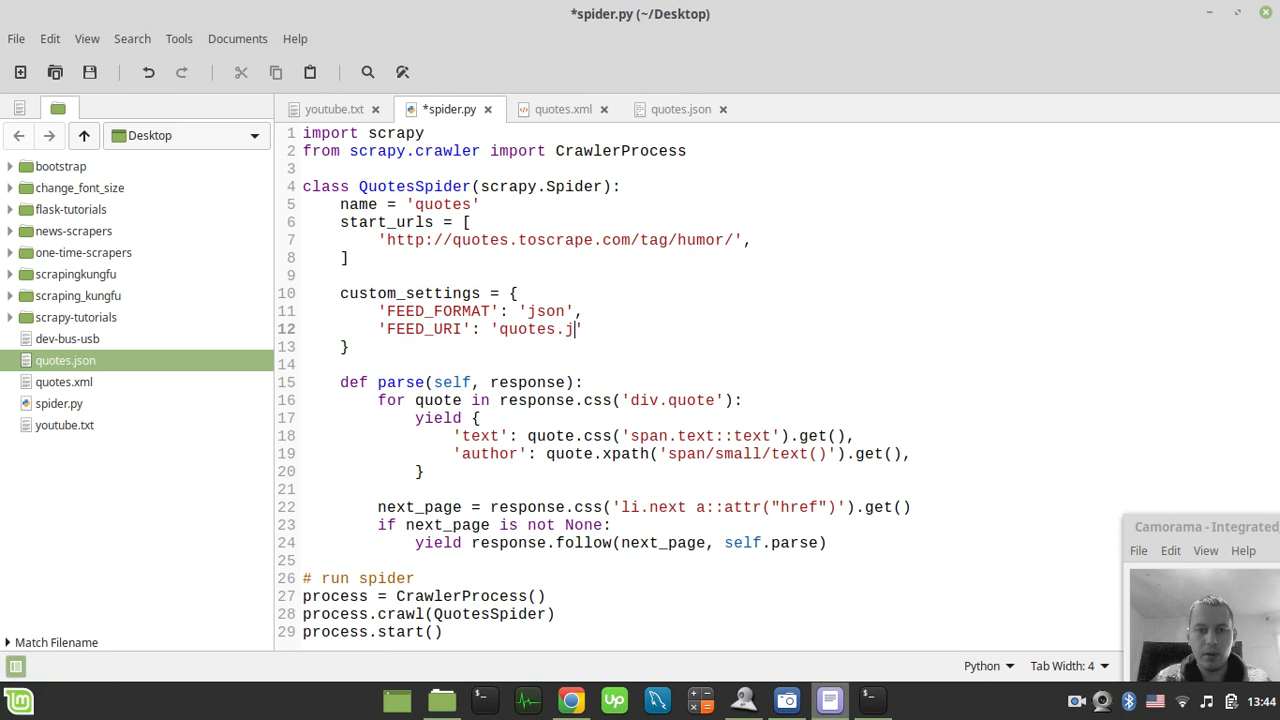 *spider.py (~/Desktop)
File Edit View Search Tools Documents Help
youtube.txt *spider.py quotes.xml quotes.json
Desktop
bootstrap
change_font_size
flask-tutorials
news-scrapers
one-time-scrapers
scrapingkungfu
scraping_kungfu
scrapy-tutorials
dev-bus-usb
quotes.json
quotes.xml
spider.py
youtube.txt
Match Filename
1 import scrapy
2 from scrapy.crawler import CrawlerProcess
3
4 class QuotesSpider(scrapy.Spider):
5     name = 'quotes'
6     start_urls = [
7         'http://quotes.toscrape.com/tag/humor/',
8     ]
9
10     custom_settings = {
11         'FEED_FORMAT': 'json',
12         'FEED_URI': 'quotes.j'
13     }
14
15     def parse(self, response):
16         for quote in response.css('div.quote'):
17             yield {
18                 'text': quote.css('span.text::text').get(),
19                 'author': quote.xpath('span/small/text()').get(),
20             }
21
22         next_page = response.css('li.next a::attr("href")').get()
23         if next_page is not None:
24             yield response.follow(next_page, self.parse)
25
26 # run spider
27 process = CrawlerProcess()
28 process.crawl(QuotesSpider)
29 process.start()
Camorama - Integrated
File Edit View Help
Python Tab Width: 4
Up
13:44